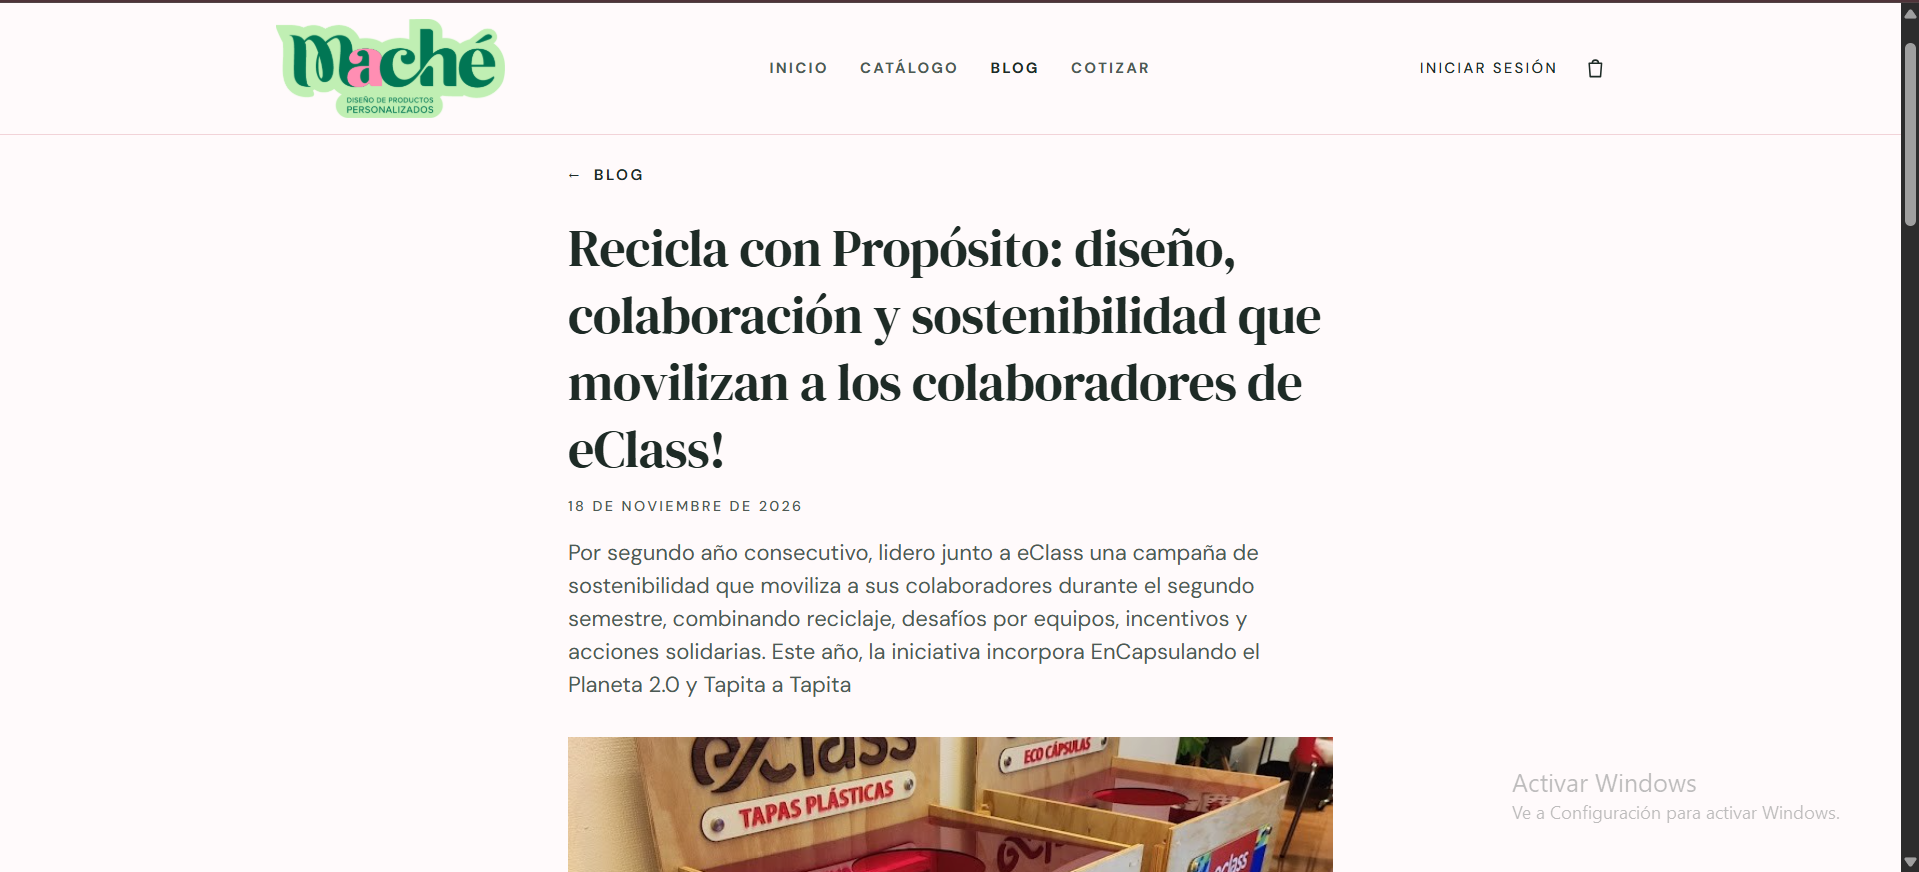 Maché
DISEÑO DE PRODUCTOS
PERSONALIZADOS
INICIO
CATÁLOGO
BLOG
COTIZAR
INICIAR SESIÓN
← BLOG
Recicla con Propósito: diseño,
colaboración y sostenibilidad que
movilizan a los colaboradores de
eClass!
18 DE NOVIEMBRE DE 2026
Por segundo año consecutivo, lidero junto a eClass una campaña de
sostenibilidad que moviliza a sus colaboradores durante el segundo
semestre, combinando reciclaje, desafíos por equipos, incentivos y
acciones solidarias. Este año, la iniciativa incorpora EnCapsulando el
Planeta 2.0 y Tapita a Tapita
eclass
TAPAS PLÁSTICAS
ECO CÁPSULAS
eclass
Activar Windows
Ve a Configuración para activar Windows.